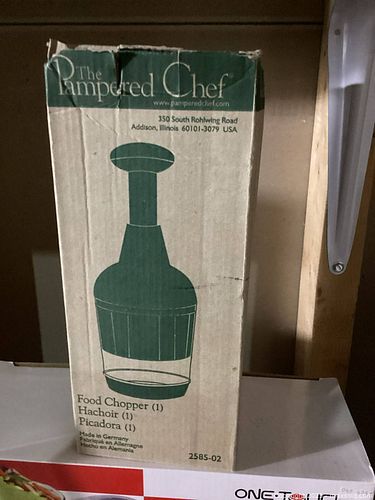 The
Pampered Chef
www.pamperedchef.com
350 South Rohlwing Road
Addison, Illinois 60101-3079 USA
Food Chopper (1)
Hachoir (1)
Picadora (1)
Made in Germany
Fabriqué en Allemagne
Hecho en Alemania
2585-02
ONE-TOUCH